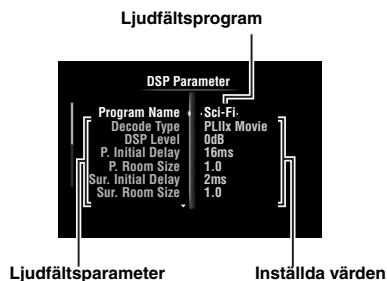 Ljudfältsprogram
DSP Parameter
Program Name Sci-Fi
Decode Type PLIIx Movie
DSP Level 0dB
P. Initial Delay 16ms
P. Room Size 1.0
Sur. Initial Delay 2ms
Sur. Room Size 1.0
Ljudfältsparameter Inställda värden